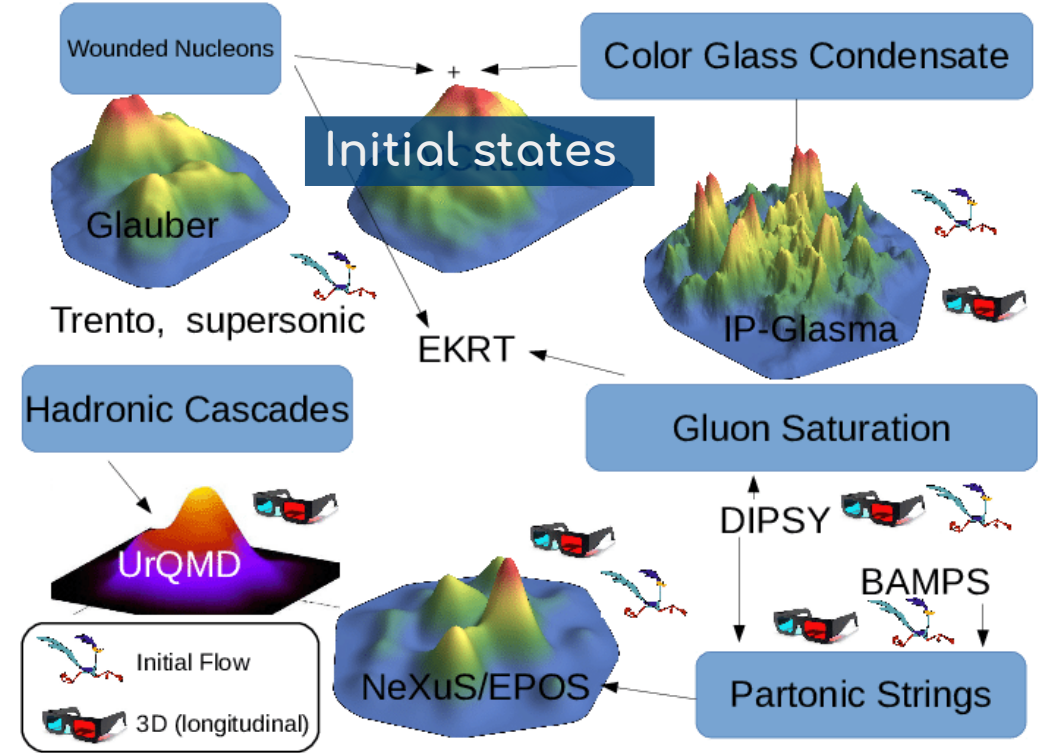 Wounded Nucleons
+
Color Glass Condensate
Initial states
Glauber
Trento, supersonic
IP-Glasma
EKRT
Hadronic Cascades
Gluon Saturation
UrQMD
DIPSY
BAMPS
Initial Flow
3D (longitudinal)
NeXuS/EPOS
Partonic Strings